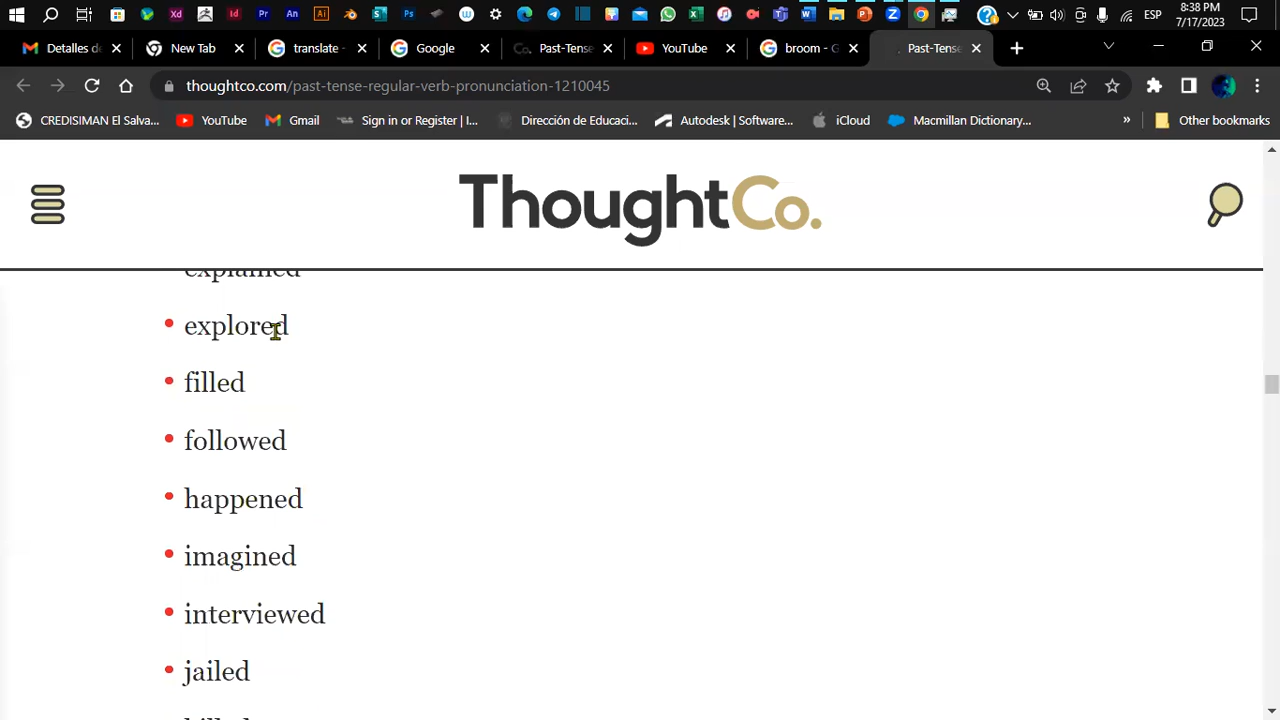 8:38 PM
ESP
7/17/2023
Detalles de
New Tab
translate -
Google
Past-Tense
YouTube
broom - G
Past-Tense
thoughtco.com/past-tense-regular-verb-pronunciation-1210045
CREDISIMAN El Salva...
YouTube
Gmail
Sign in or Register | I...
Dirección de Educaci...
Autodesk | Software...
iCloud
Macmillan Dictionary...
»
Other bookmarks
ThoughtCo.
explained
explored
filled
followed
happened
imagined
interviewed
jailed